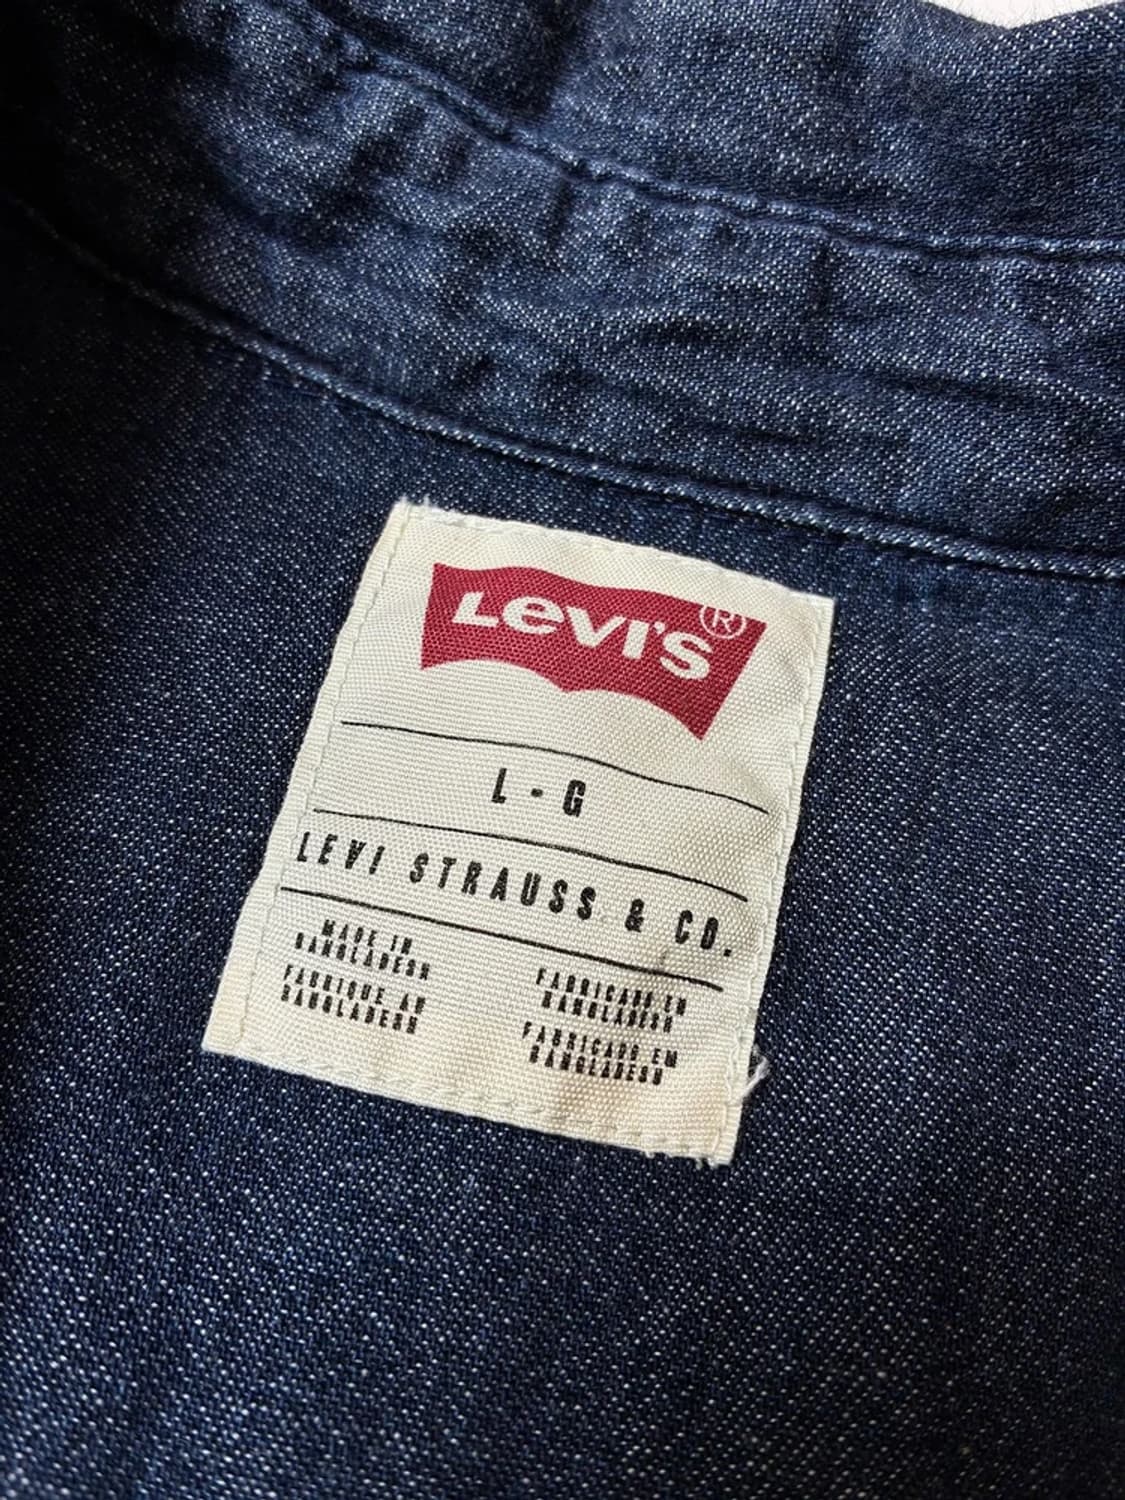 Levi's®
L - G
LEVI STRAUSS & CO.
MADE IN
BANGLADESH
FABRIQUE AU
BANGLADESH
FABRICADO EN
BANGLADESH
FABRICADO EM
BANGLADESH